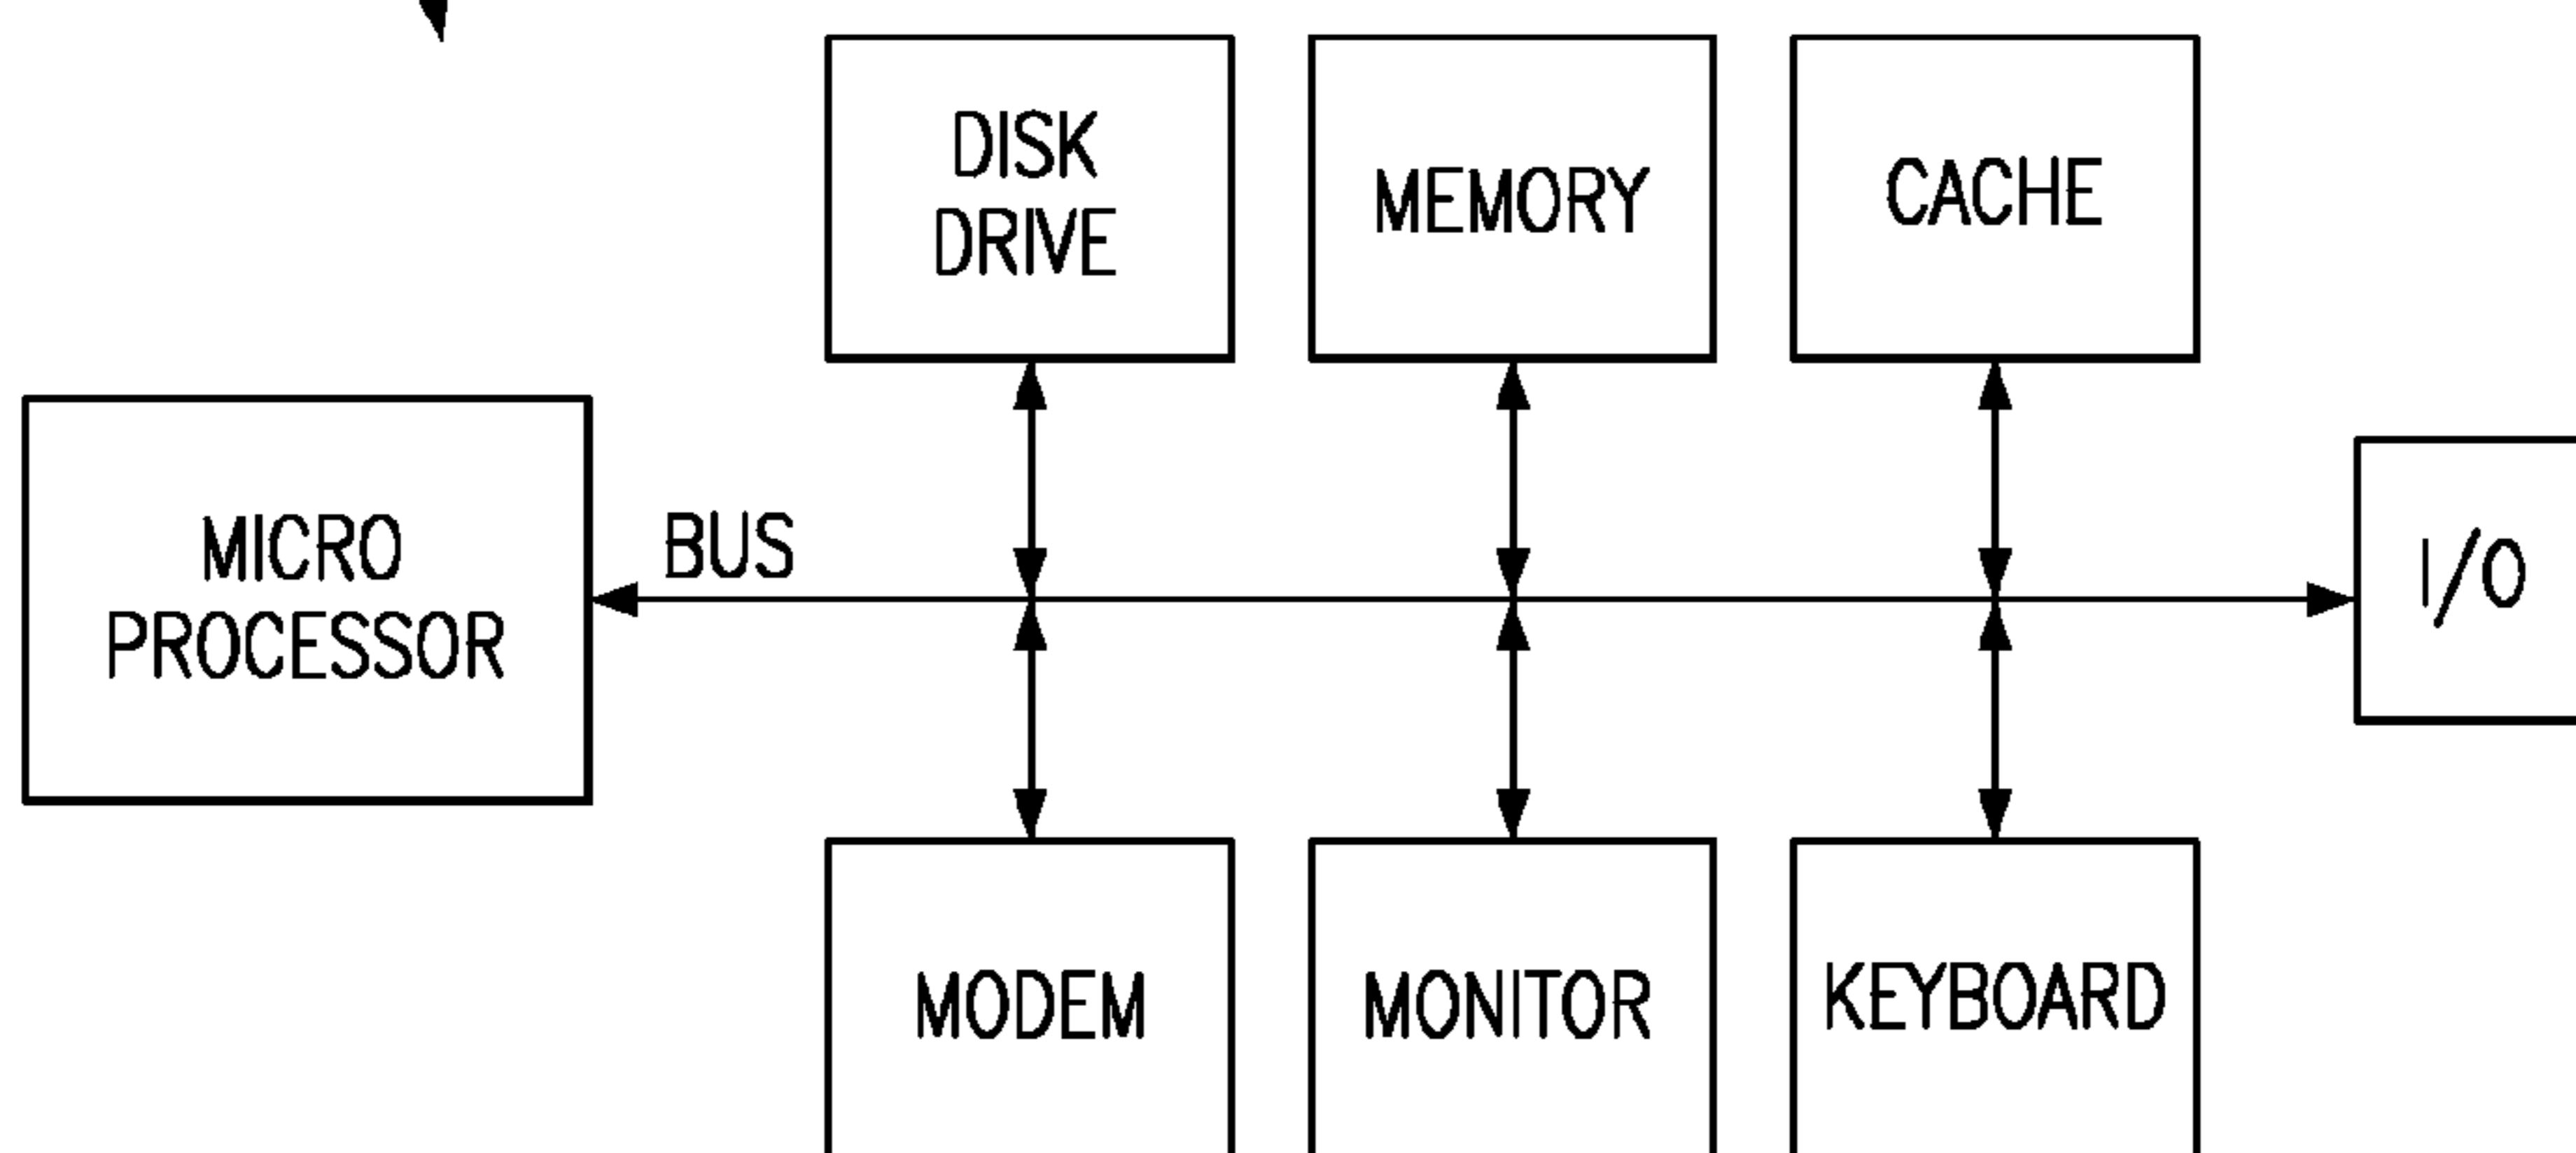 DISK
DRIVE
MEMORY
CACHE
MICRO
PROCESSOR
BUS
I/O
MODEM
MONITOR
KEYBOARD